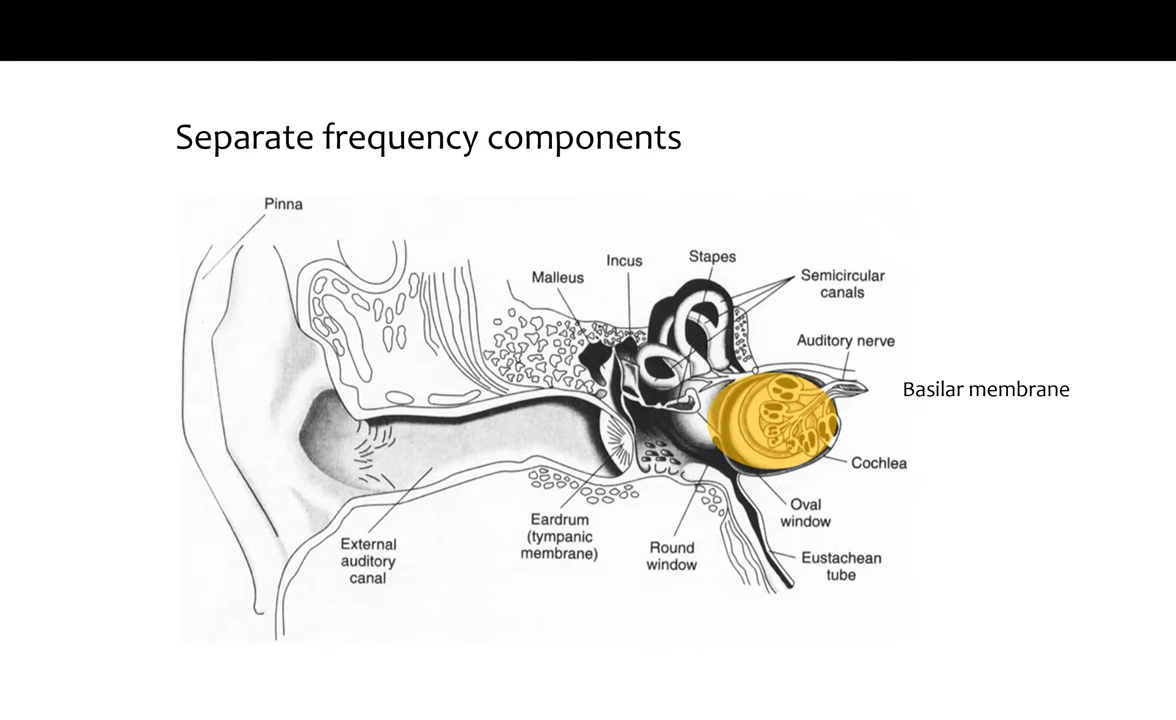 Separate frequency components
Pinna
Malleus
Incus
Stapes
Semicircular
canals
Auditory nerve
Basilar membrane
Cochlea
Oval
window
Eustachean
tube
Round
window
Eardrum
(tympanic
membrane)
External
auditory
canal